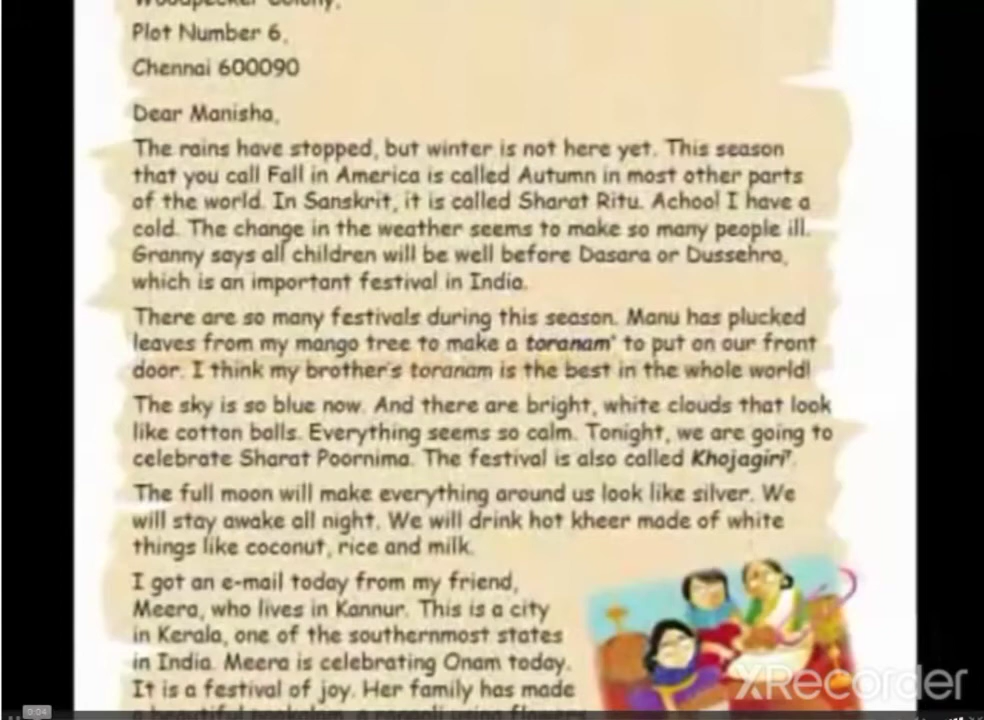 Woodpecker Colony,
Plot Number 6,
Chennai 600090
Dear Manisha,
The rains have stopped, but winter is not here yet. This season
that you call Fall in America is called Autumn in most other parts
of the world. In Sanskrit, it is called Sharat Ritu. Achoo! I have a
cold. The change in the weather seems to make so many people ill.
Granny says all children will be well before Dasara or Dussehra,
which is an important festival in India.
There are so many festivals during this season. Manu has plucked
leaves from my mango tree to make a toranam* to put on our front
door. I think my brother's toranam is the best in the whole world!
The sky is so blue now. And there are bright, white clouds that look
like cotton balls. Everything seems so calm. Tonight, we are going to
celebrate Sharat Poornima. The festival is also called Khojagiri†.
The full moon will make everything around us look like silver. We
will stay awake all night. We will drink hot kheer made of white
things like coconut, rice and milk.
I got an e-mail today from my friend,
Meera, who lives in Kannur. This is a city
in Kerala, one of the southernmost states
in India. Meera is celebrating Onam today.
It is a festival of joy. Her family has made
a beautiful pookalam, a rangoli using flowers
XRecorder
0:04